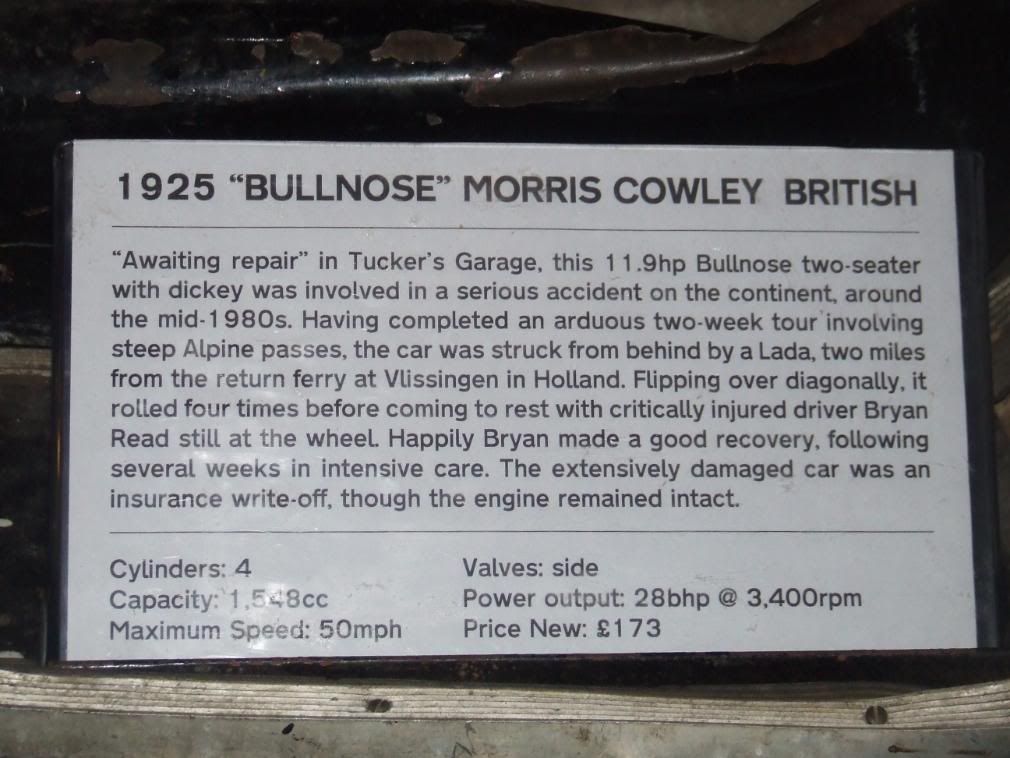 1925 “BULLNOSE” MORRIS COWLEY BRITISH
“Awaiting repair” in Tucker's Garage, this 11.9hp Bullnose two-seater
with dickey was involved in a serious accident on the continent, around
the mid-1980s. Having completed an arduous two-week tour involving
steep Alpine passes, the car was struck from behind by a Lada, two miles
from the return ferry at Vlissingen in Holland. Flipping over diagonally, it
rolled four times before coming to rest with critically injured driver Bryan
Read still at the wheel. Happily Bryan made a good recovery, following
several weeks in intensive care. The extensively damaged car was an
insurance write-off, though the engine remained intact.
Cylinders: 4 Valves: side
Capacity: 1,548cc Power output: 28bhp @ 3,400rpm
Maximum Speed: 50mph Price New: £173